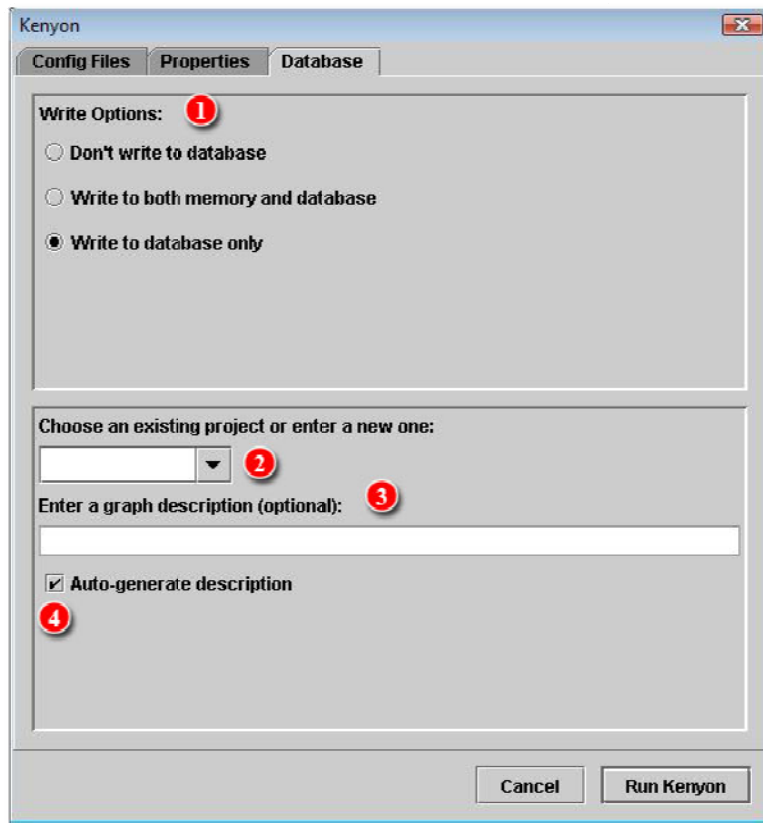 Kenyon
Config Files Properties Database
Write Options: 1
Don't write to database
Write to both memory and database
Write to database only
Choose an existing project or enter a new one:
2
Enter a graph description (optional): 3
Auto-generate description
4
Cancel Run Kenyon